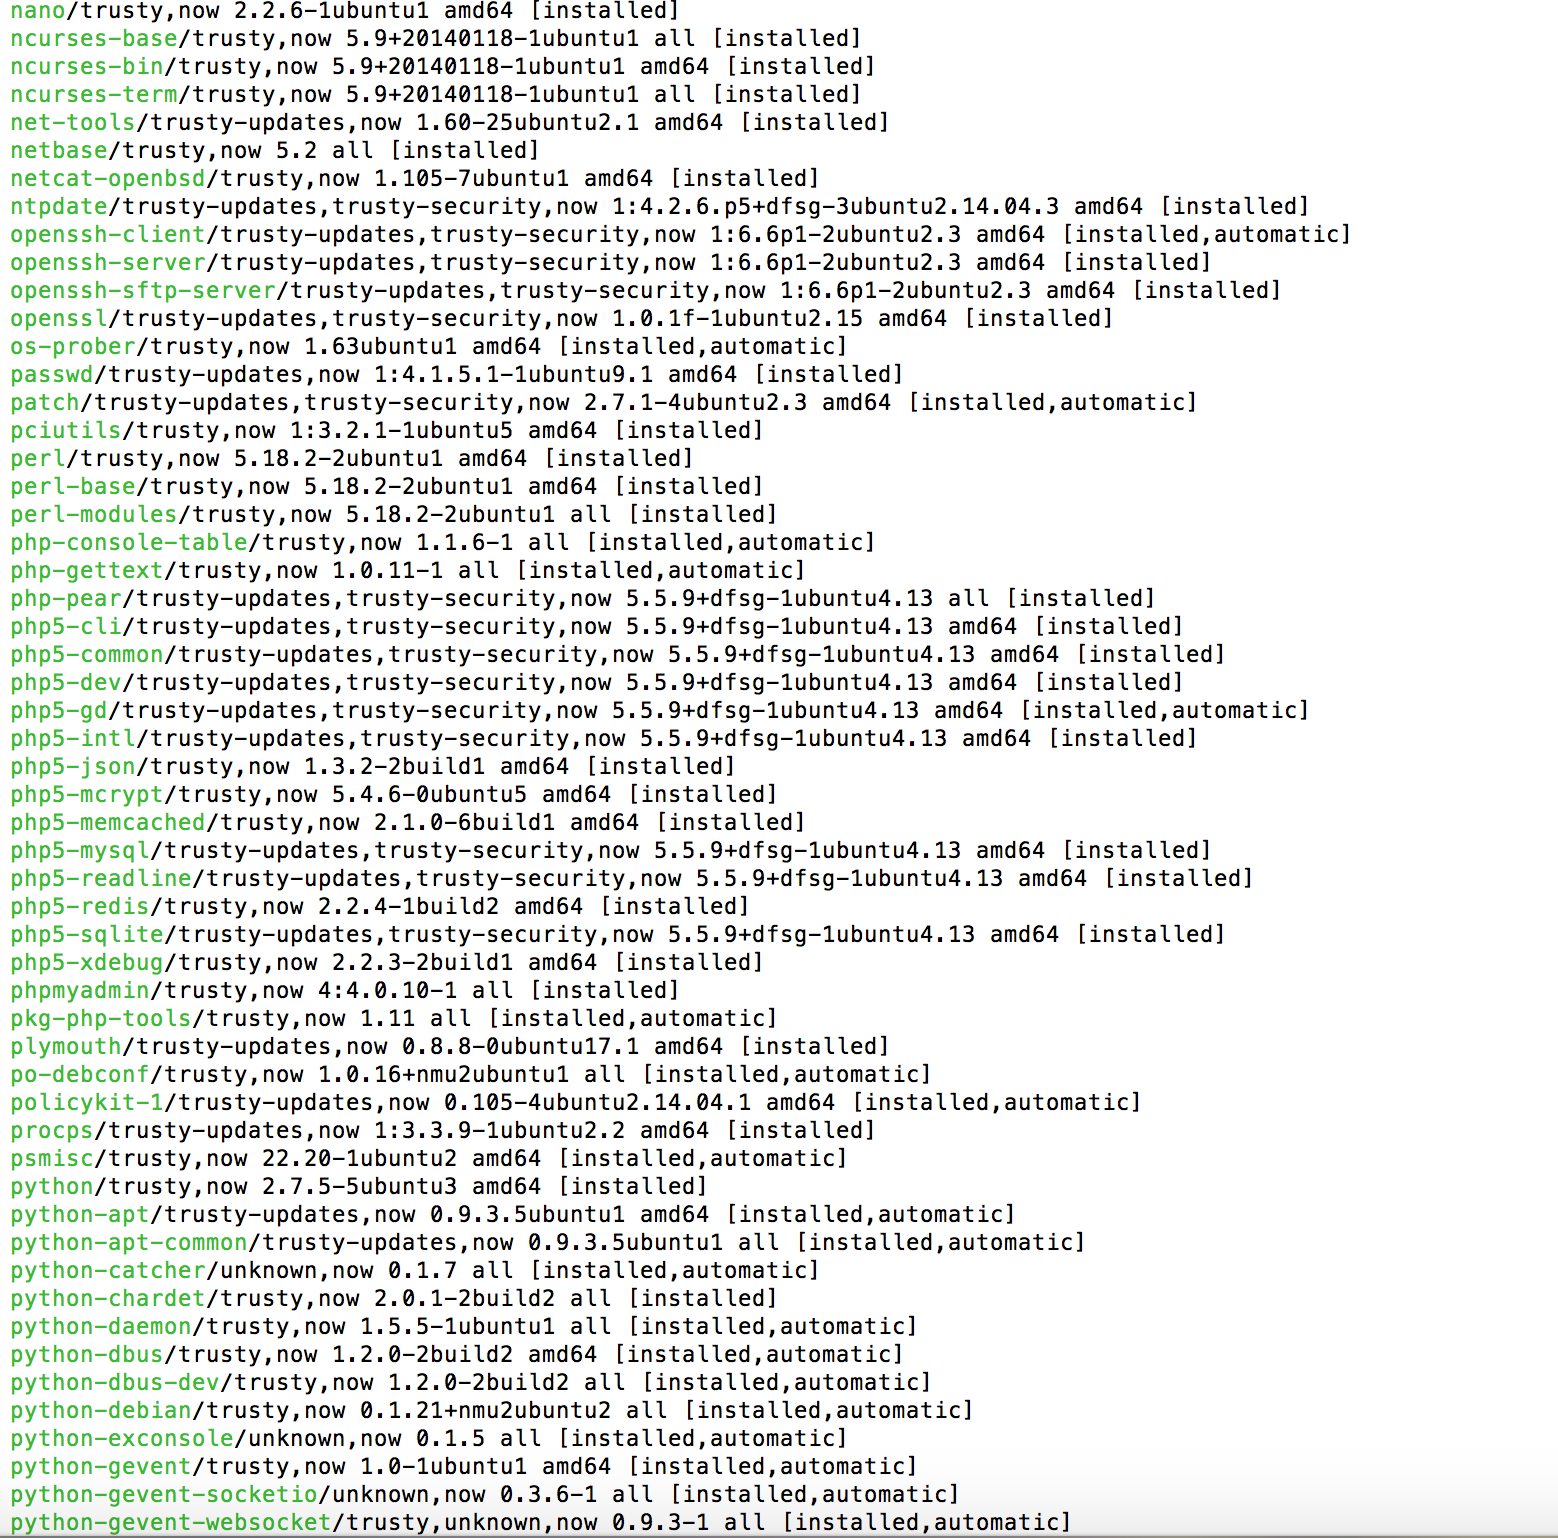 nano/trusty,now 2.2.6-1ubuntu1 amd64 [installed]
ncurses-base/trusty,now 5.9+20140118-1ubuntu1 all [installed]
ncurses-bin/trusty,now 5.9+20140118-1ubuntu1 amd64 [installed]
ncurses-term/trusty,now 5.9+20140118-1ubuntu1 all [installed]
net-tools/trusty-updates,now 1.60-25ubuntu2.1 amd64 [installed]
netbase/trusty,now 5.2 all [installed]
netcat-openbsd/trusty,now 1.105-7ubuntu1 amd64 [installed]
ntpdate/trusty-updates,trusty-security,now 1:4.2.6.p5+dfsg-3ubuntu2.14.04.3 amd64 [installed]
openssh-client/trusty-updates,trusty-security,now 1:6.6p1-2ubuntu2.3 amd64 [installed,automatic]
openssh-server/trusty-updates,trusty-security,now 1:6.6p1-2ubuntu2.3 amd64 [installed]
openssh-sftp-server/trusty-updates,trusty-security,now 1:6.6p1-2ubuntu2.3 amd64 [installed]
openssl/trusty-updates,trusty-security,now 1.0.1f-1ubuntu2.15 amd64 [installed]
os-prober/trusty,now 1.63ubuntu1 amd64 [installed,automatic]
passwd/trusty-updates,now 1:4.1.5.1-1ubuntu9.1 amd64 [installed]
patch/trusty-updates,trusty-security,now 2.7.1-4ubuntu2.3 amd64 [installed,automatic]
pciutils/trusty,now 1:3.2.1-1ubuntu5 amd64 [installed]
perl/trusty,now 5.18.2-2ubuntu1 amd64 [installed]
perl-base/trusty,now 5.18.2-2ubuntu1 amd64 [installed]
perl-modules/trusty,now 5.18.2-2ubuntu1 all [installed]
php-console-table/trusty,now 1.1.6-1 all [installed,automatic]
php-gettext/trusty,now 1.0.11-1 all [installed,automatic]
php-pear/trusty-updates,trusty-security,now 5.5.9+dfsg-1ubuntu4.13 all [installed]
php5-cli/trusty-updates,trusty-security,now 5.5.9+dfsg-1ubuntu4.13 amd64 [installed]
php5-common/trusty-updates,trusty-security,now 5.5.9+dfsg-1ubuntu4.13 amd64 [installed]
php5-dev/trusty-updates,trusty-security,now 5.5.9+dfsg-1ubuntu4.13 amd64 [installed]
php5-gd/trusty-updates,trusty-security,now 5.5.9+dfsg-1ubuntu4.13 amd64 [installed,automatic]
php5-intl/trusty-updates,trusty-security,now 5.5.9+dfsg-1ubuntu4.13 amd64 [installed]
php5-json/trusty,now 1.3.2-2build1 amd64 [installed]
php5-mcrypt/trusty,now 5.4.6-0ubuntu5 amd64 [installed]
php5-memcached/trusty,now 2.1.0-6build1 amd64 [installed]
php5-mysql/trusty-updates,trusty-security,now 5.5.9+dfsg-1ubuntu4.13 amd64 [installed]
php5-readline/trusty-updates,trusty-security,now 5.5.9+dfsg-1ubuntu4.13 amd64 [installed]
php5-redis/trusty,now 2.2.4-1build2 amd64 [installed]
php5-sqlite/trusty-updates,trusty-security,now 5.5.9+dfsg-1ubuntu4.13 amd64 [installed]
php5-xdebug/trusty,now 2.2.3-2build1 amd64 [installed]
phpmyadmin/trusty,now 4:4.0.10-1 all [installed]
pkg-php-tools/trusty,now 1.11 all [installed,automatic]
plymouth/trusty-updates,now 0.8.8-0ubuntu17.1 amd64 [installed]
po-debconf/trusty,now 1.0.16+nmu2ubuntu1 all [installed,automatic]
policykit-1/trusty-updates,now 0.105-4ubuntu2.14.04.1 amd64 [installed,automatic]
procps/trusty-updates,now 1:3.3.9-1ubuntu2.2 amd64 [installed]
psmisc/trusty,now 22.20-1ubuntu2 amd64 [installed,automatic]
python/trusty,now 2.7.5-5ubuntu3 amd64 [installed]
python-apt/trusty-updates,now 0.9.3.5ubuntu1 amd64 [installed,automatic]
python-apt-common/trusty-updates,now 0.9.3.5ubuntu1 all [installed,automatic]
python-catcher/unknown,now 0.1.7 all [installed,automatic]
python-chardet/trusty,now 2.0.1-2build2 all [installed]
python-daemon/trusty,now 1.5.5-1ubuntu1 all [installed,automatic]
python-dbus/trusty,now 1.2.0-2build2 amd64 [installed,automatic]
python-dbus-dev/trusty,now 1.2.0-2build2 all [installed,automatic]
python-debian/trusty,now 0.1.21+nmu2ubuntu2 all [installed,automatic]
python-exconsole/unknown,now 0.1.5 all [installed,automatic]
python-gevent/trusty,now 1.0-1ubuntu1 amd64 [installed,automatic]
python-gevent-socketio/unknown,now 0.3.6-1 all [installed,automatic]
python-gevent-websocket/trusty,unknown,now 0.9.3-1 all [installed,automatic]